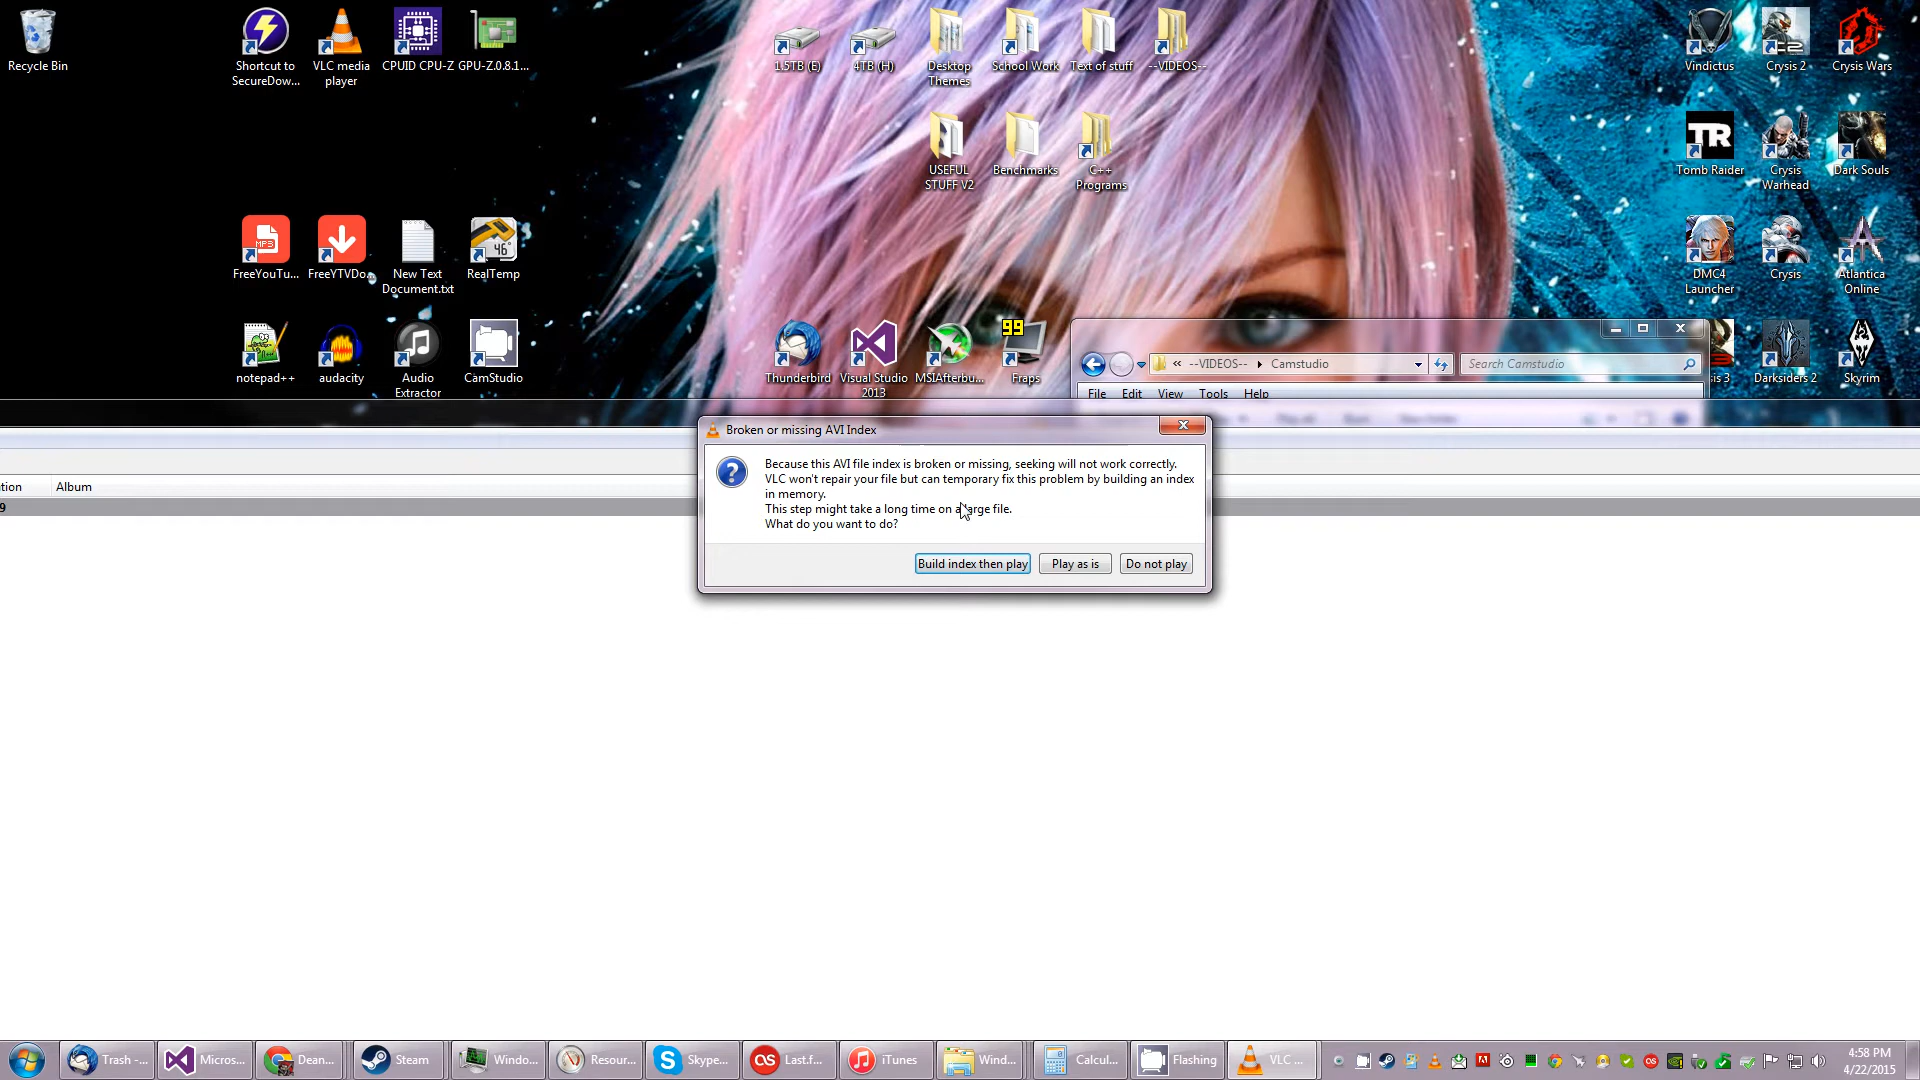 Recycle Bin
Shortcut to
SecureDow...
VLC media
player
CPUID CPU-Z
GPU-Z.0.8.1...
1.5TB (E)
4TB (H)
Desktop
Themes
School Work
Text of stuff
--VIDEOS--
Vindictus
Crysis 2
Crysis Wars
USEFUL
STUFF V2
Benchmarks
C++
Programs
TR
Tomb Raider
Crysis
Warhead
Dark Souls
MP3
FreeYouTu...
FreeYTVDo...
New Text
Document.txt
46°
RealTemp
DMC4
Launcher
Crysis
Atlantica
Online
notepad++
audacity
Audio
Extractor
CamStudio
Thunderbird
Visual Studio
2013
MSIAfterbu...
99
Fraps
sis 3
Darksiders 2
Skyrim
« --VIDEOS-- Camstudio
Search Camstudio
File Edit View Tools Help
Broken or missing AVI Index
Because this AVI file index is broken or missing, seeking will not work correctly.
VLC won't repair your file but can temporary fix this problem by building an index
in memory.
This step might take a long time on a large file.
What do you want to do?
Build index then play
Play as is
Do not play
tion Album
9
Trash -...
Micros...
Dean...
Steam
Windo...
Resour...
Skype...
Last.f...
iTunes
Wind...
Calcul...
Flashing
VLC ...
4:58 PM
4/22/2015